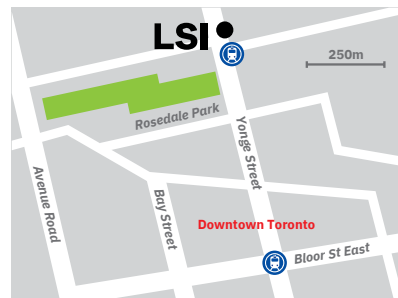 LSI
250m
Rosedale Park
Yonge Street
Avenue Road
Bay Street
Downtown Toronto
Bloor St East